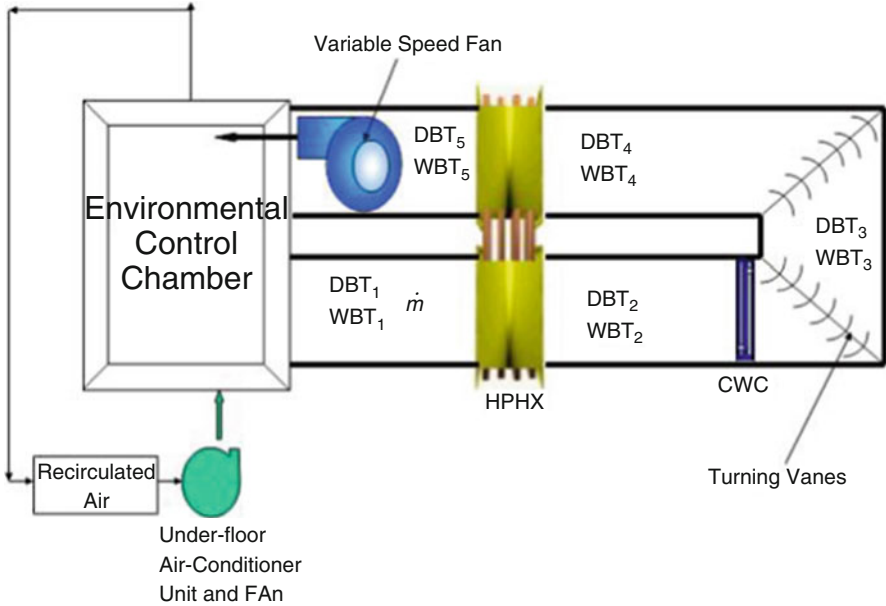 Variable Speed Fan
DBT₅
WBT₅
DBT₄
WBT₄
Environmental
Control
Chamber
DBT₃
WBT₃
DBT₁
WBT₁
ṁ
DBT₂
WBT₂
HPHX
CWC
Turning Vanes
Recirculated
Air
Under-floor
Air-Conditioner
Unit and FAn